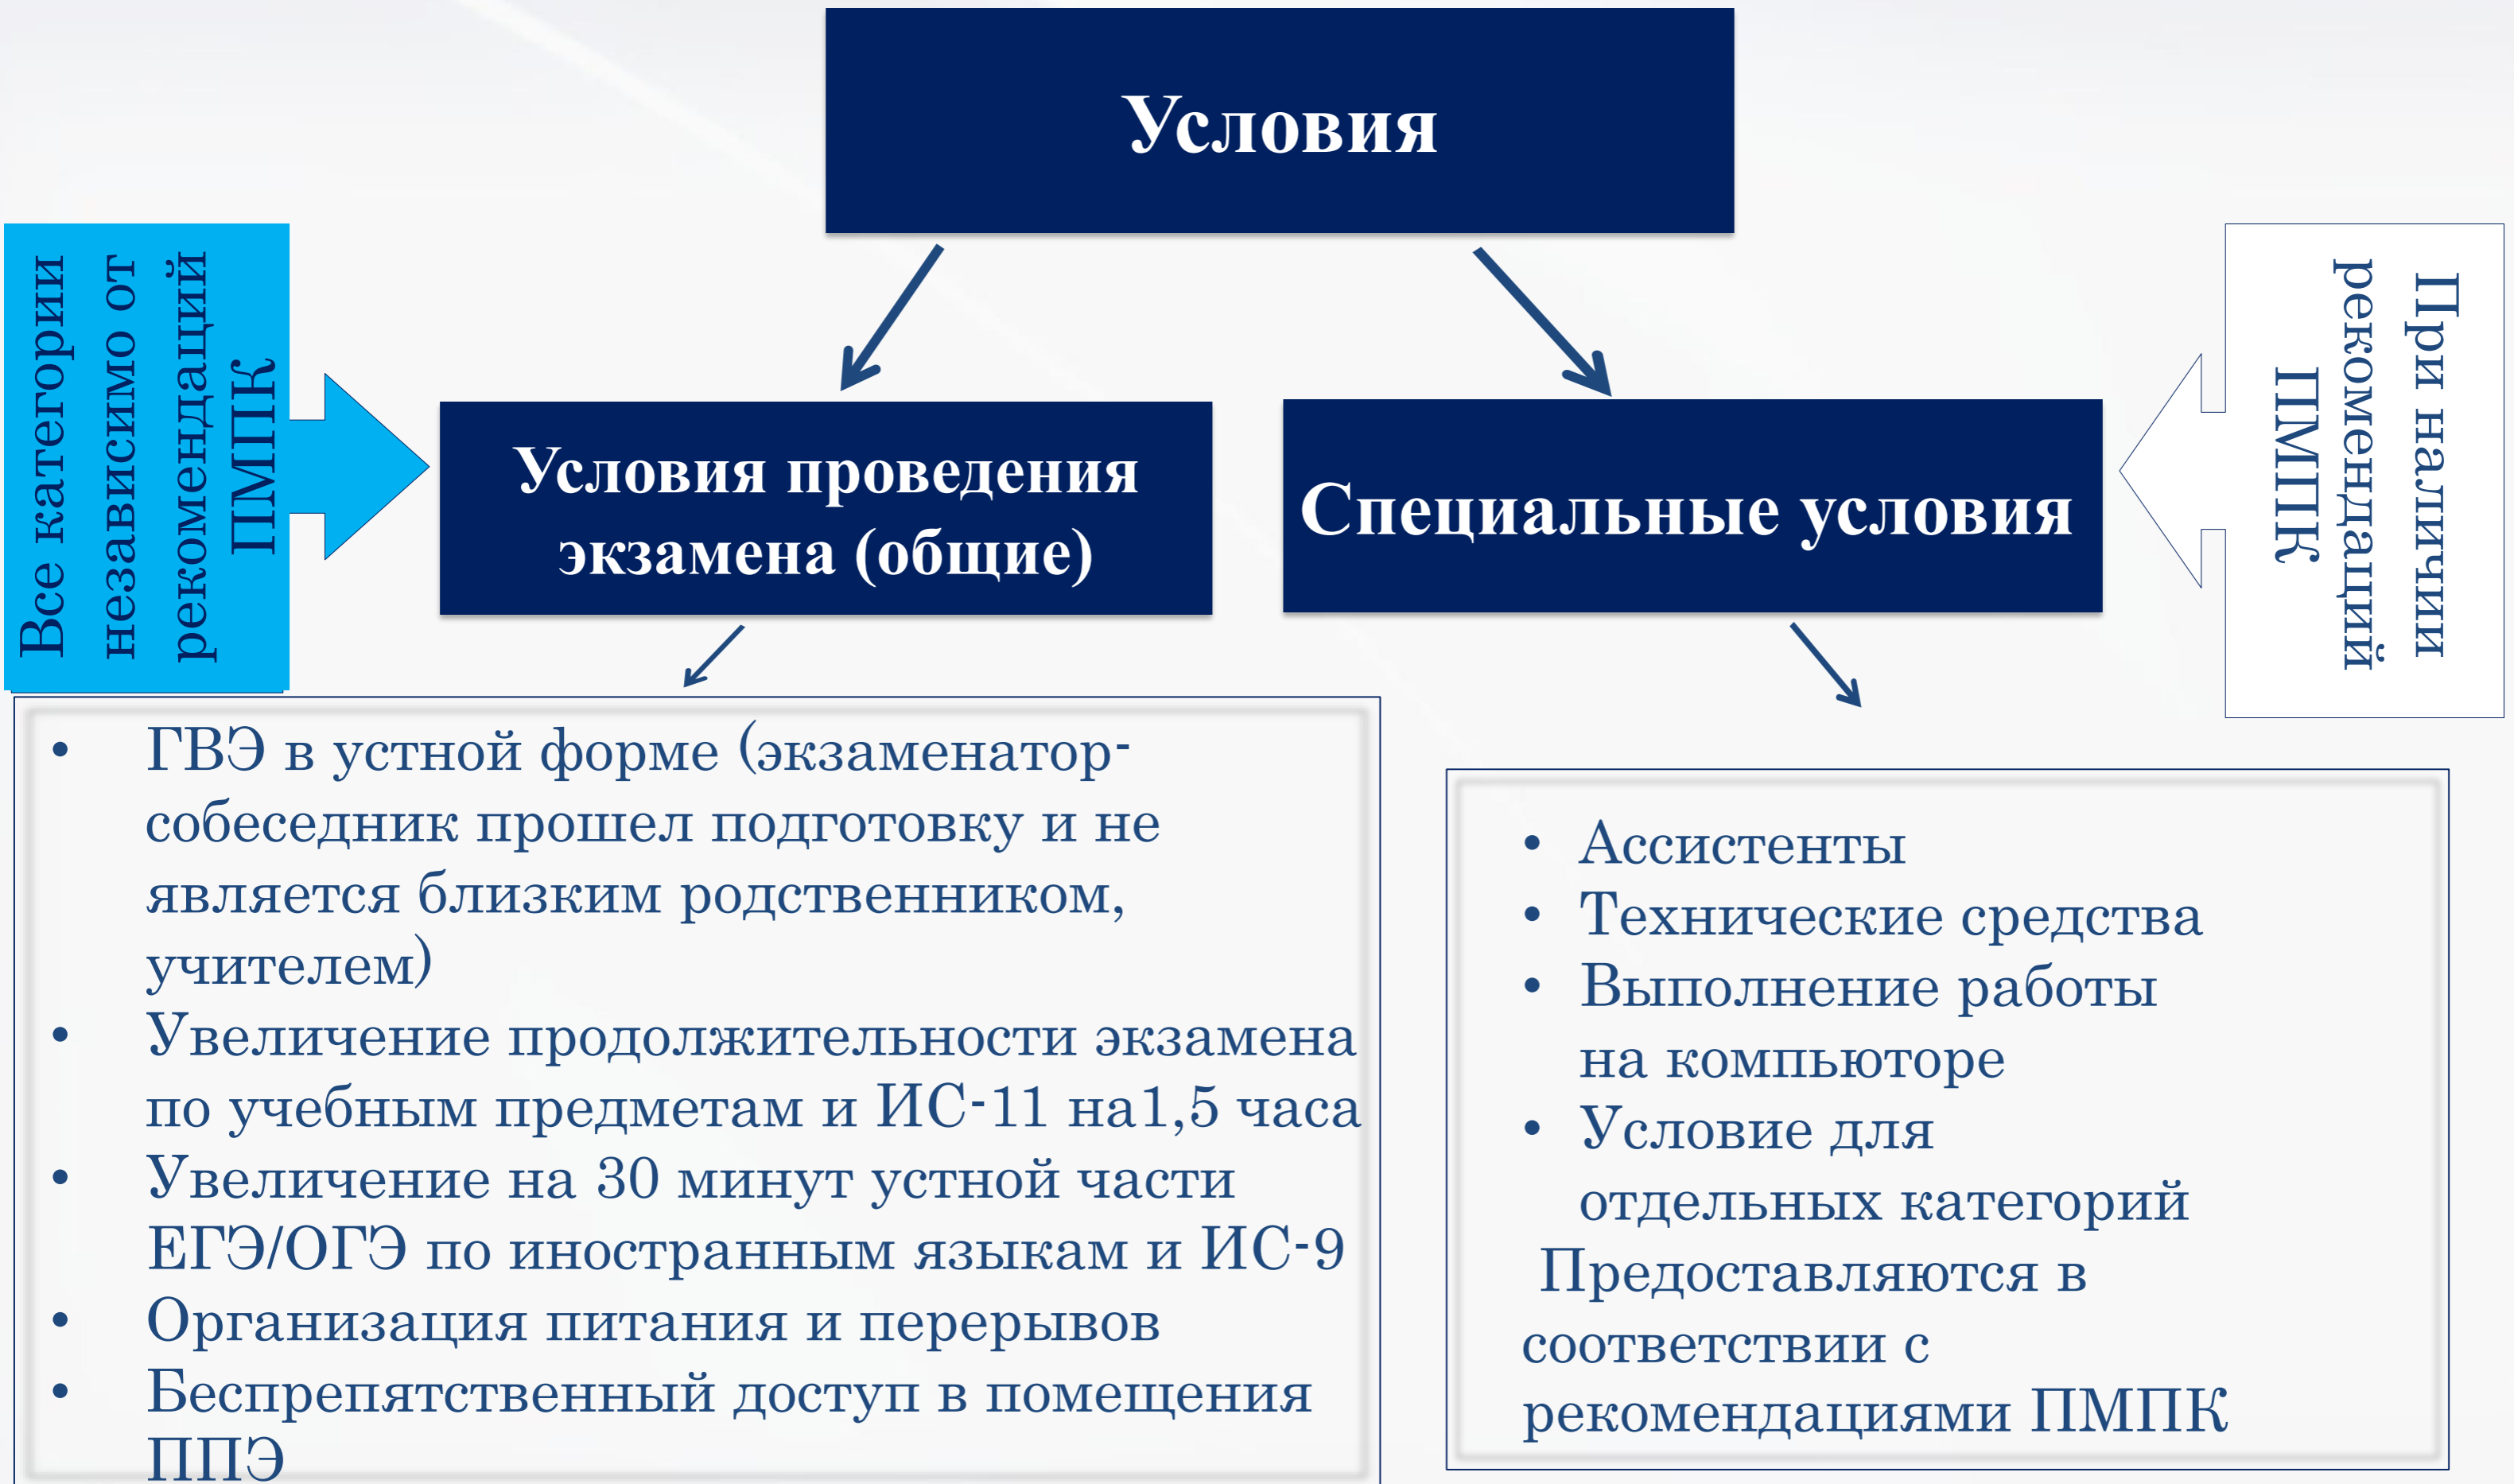 Условия
Все категории
независимо от
рекомендаций
ПМПК
Условия проведения
экзамена (общие)
Специальные условия
При наличии
рекомендаций
ПМПК
• ГВЭ в устной форме (экзаменатор-
собеседник прошел подготовку и не
является близким родственником,
учителем)
• Увеличение продолжительности экзамена
по учебным предметам и ИС-11 на1,5 часа
• Увеличение на 30 минут устной части
ЕГЭ/ОГЭ по иностранным языкам и ИС-9
• Организация питания и перерывов
• Беспрепятственный доступ в помещения
ППЭ
• Ассистенты
• Технические средства
• Выполнение работы
на компьюторе
• Условие для
отдельных категорий
Предоставляются в
соответствии с
рекомендациями ПМПК